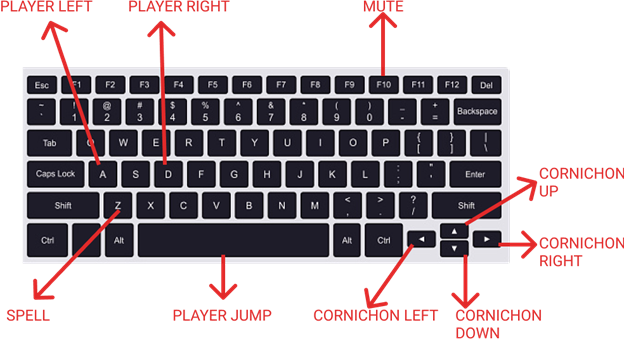 PLAYER LEFT PLAYER RIGHT MUTE
Esc F1 F2 F3 F4 F5 F6 F7 F8 F9 F10 F11 F12 Del
~ ! @ # $ % ^ & * ( ) _ +
` 1 2 3 4 5 6 7 8 9 0 - = Backspace
Tab Q W E R T Y U I O P { } |
[ ] \
Caps Lock A S D F G H J K L : " Enter
; '
Shift Z X C V B N M < > ? Shift
, . /
Ctrl Alt Alt Ctrl ◄ ▲ ▼ ►
CORNICHON
UP
CORNICHON
RIGHT
SPELL PLAYER JUMP CORNICHON LEFT CORNICHON
DOWN